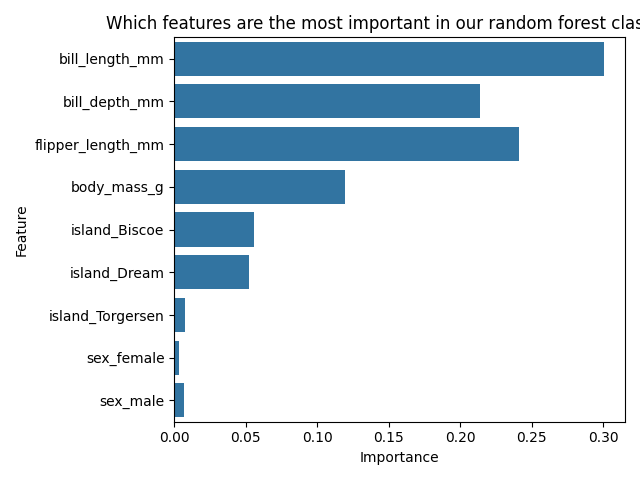 Which features are the most important in our random forest clas
bill_length_mm
bill_depth_mm
flipper_length_mm
body_mass_g
island_Biscoe
island_Dream
island_Torgersen
sex_female
sex_male
Feature
0.00 0.05 0.10 0.15 0.20 0.25 0.30
Importance